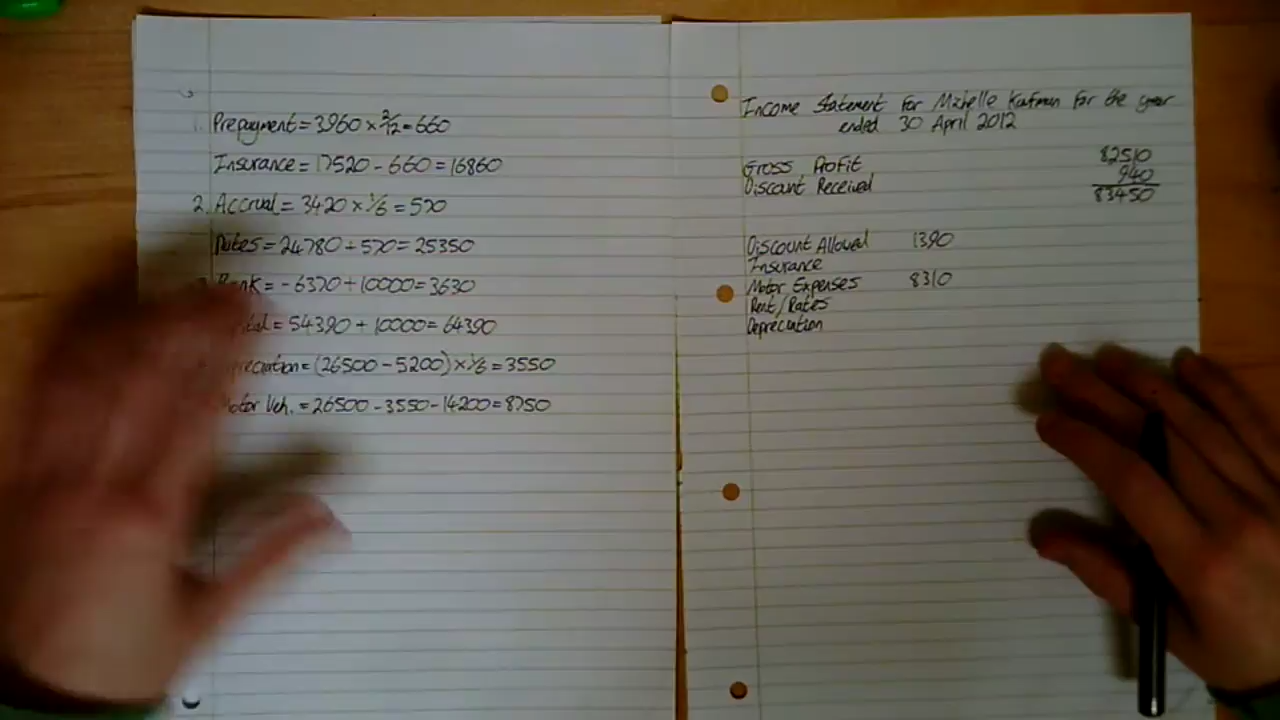 1. Prepayment = 3960 × 2/12 = 660
Insurance = 17520 - 660 = 16860
2. Accrual = 3420 × 1/6 = 570
Rates = 24780 + 570 = 25350
= -6370 + 10000 = 3630
= 54390 + 10000 = 64390
= (26500 - 5200) × 1/6 = 3550
Motor Veh. = 26500 - 3550 - 14200 = 8750
Income Statement for Michelle Kaufman for the year
ended 30 April 2012
Gross Profit 82510
Discount Received 940
83450
Discount Allowed 1390
Insurance
Motor Expenses 8310
Rent/Rates
Depreciation